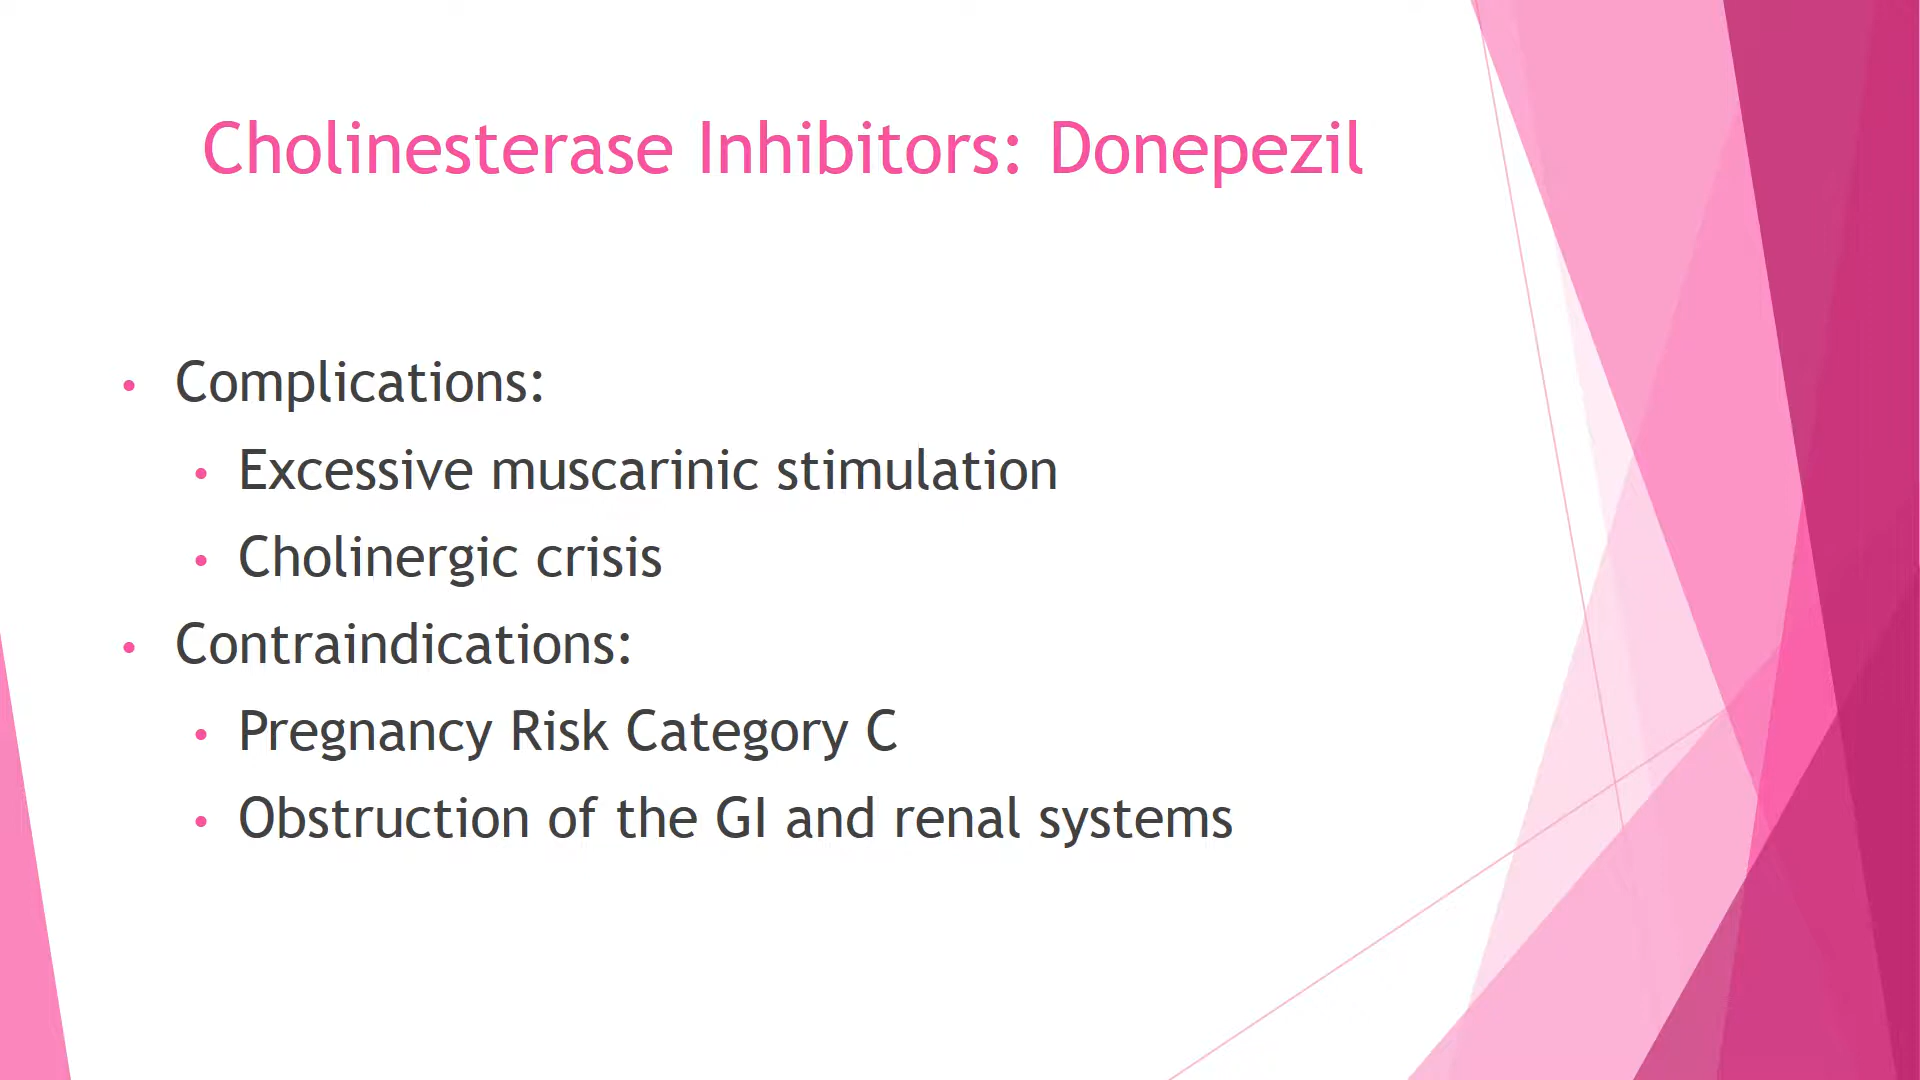 Cholinesterase Inhibitors: Donepezil
• Complications:
• Excessive muscarinic stimulation
• Cholinergic crisis
• Contraindications:
• Pregnancy Risk Category C
• Obstruction of the GI and renal systems